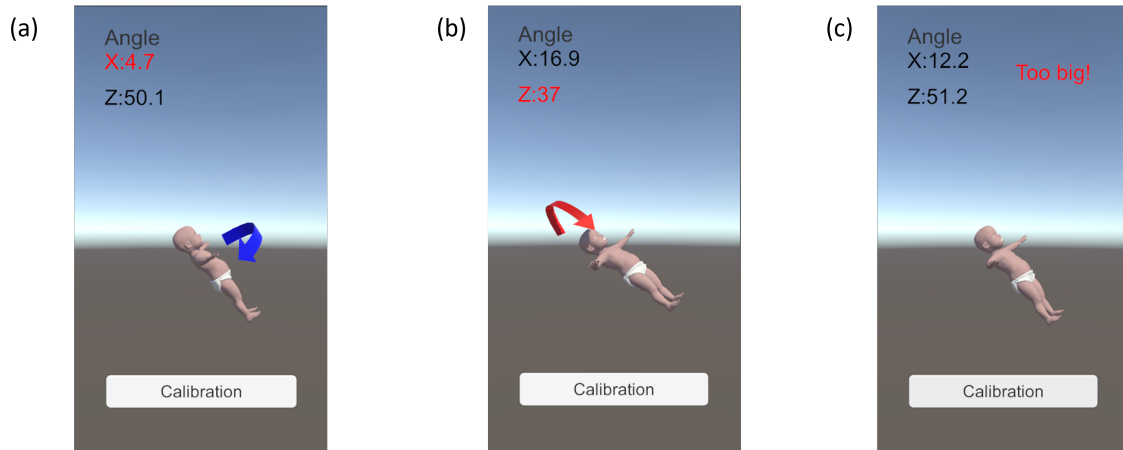 (a)
Angle
X:4.7
Z:50.1
Calibration
(b)
Angle
X:16.9
Z:37
Calibration
(c)
Angle
X:12.2
Too big!
Z:51.2
Calibration